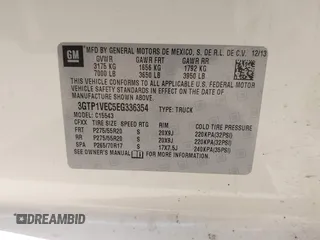 GM
MFD BY GENERAL MOTORS DE MEXICO, S. DE R.L. DE C.V. 12/13
GVWR GAWR FRT GAWR RR
3175 KG 1656 KG 1792 KG
7000 LB 3650 LB 3950 LB
THIS VEHICLE CONFORMS TO ALL APPLICABLE
U.S. FEDERAL MOTOR VEHICLE SAFETY
STANDARDS IN EFFECT ON THE DATE OF
MANUFACTURE SHOWN ABOVE.
3GTP1VEC5EG336354 TYPE: TRUCK
MODEL: C15543
CFXX TIRE SIZE SPEED RTG RIM COLD TIRE PRESSURE
FRT P275/55R20 S 20X9J 220KPA(32PSI)
RR P275/55R20 S 20X9J 220KPA(32PSI)
SPA P265/70R17 S 17X7.5J 240KPA(35PSI)
SEE OWNER'S MANUAL FOR MORE INFORMATION.
DREAMBID
DREAMBID.COM